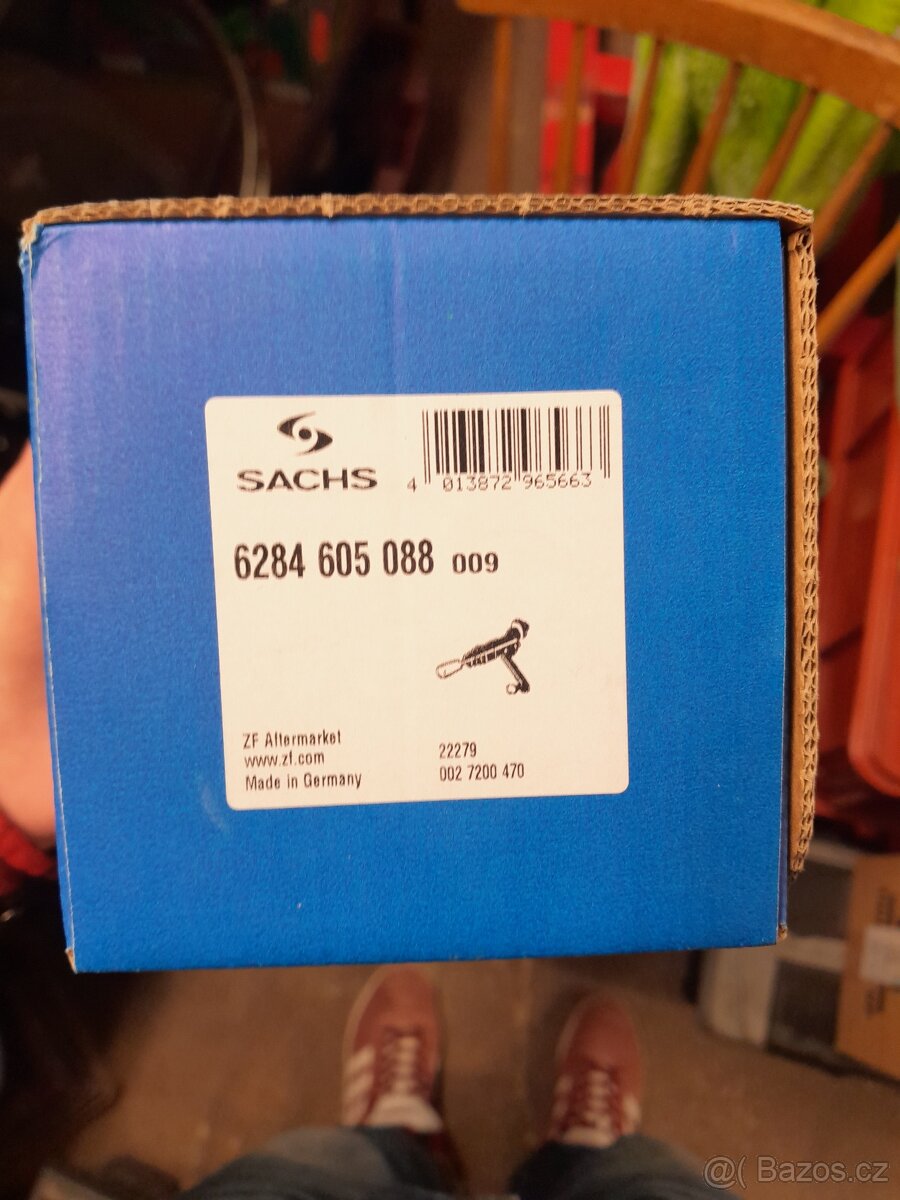 SACHS
4 013872 965663
6284 605 088 009
ZF Aftermarket
www.zf.com
Made in Germany
22279
002 7200 470
@( Bazos.cz